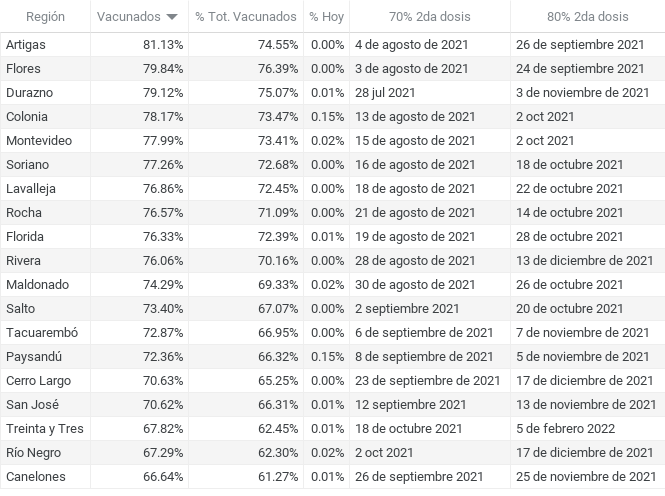 Región Vacunados % Tot. Vacunados % Hoy 70% 2da dosis 80% 2da dosis
Artigas 81.13% 74.55% 0.00% 4 de agosto de 2021 26 de septiembre 2021
Flores 79.84% 76.39% 0.00% 3 de agosto de 2021 24 de septiembre 2021
Durazno 79.12% 75.07% 0.01% 28 jul 2021 3 de noviembre de 2021
Colonia 78.17% 73.47% 0.15% 13 de agosto de 2021 2 oct 2021
Montevideo 77.99% 73.41% 0.02% 15 de agosto de 2021 2 oct 2021
Soriano 77.26% 72.68% 0.00% 16 de agosto de 2021 18 de octubre 2021
Lavalleja 76.86% 72.45% 0.00% 18 de agosto de 2021 22 de octubre 2021
Rocha 76.57% 71.09% 0.00% 21 de agosto de 2021 14 de octubre 2021
Florida 76.33% 72.39% 0.01% 19 de agosto de 2021 28 de octubre 2021
Rivera 76.06% 70.16% 0.00% 28 de agosto de 2021 13 de diciembre de 2021
Maldonado 74.29% 69.33% 0.02% 30 de agosto de 2021 26 de octubre 2021
Salto 73.40% 67.07% 0.00% 2 septiembre 2021 20 de octubre 2021
Tacuarembó 72.87% 66.95% 0.00% 6 de septiembre de 2021 7 de noviembre de 2021
Paysandú 72.36% 66.32% 0.15% 8 de septiembre de 2021 5 de noviembre de 2021
Cerro Largo 70.63% 65.25% 0.00% 23 de septiembre de 2021 17 de diciembre de 2021
San José 70.62% 66.31% 0.01% 12 septiembre 2021 13 de noviembre de 2021
Treinta y Tres 67.82% 62.45% 0.01% 18 de octubre 2021 5 de febrero 2022
Río Negro 67.29% 62.30% 0.02% 2 oct 2021 17 de diciembre de 2021
Canelones 66.64% 61.27% 0.01% 26 de septiembre 2021 25 de noviembre de 2021